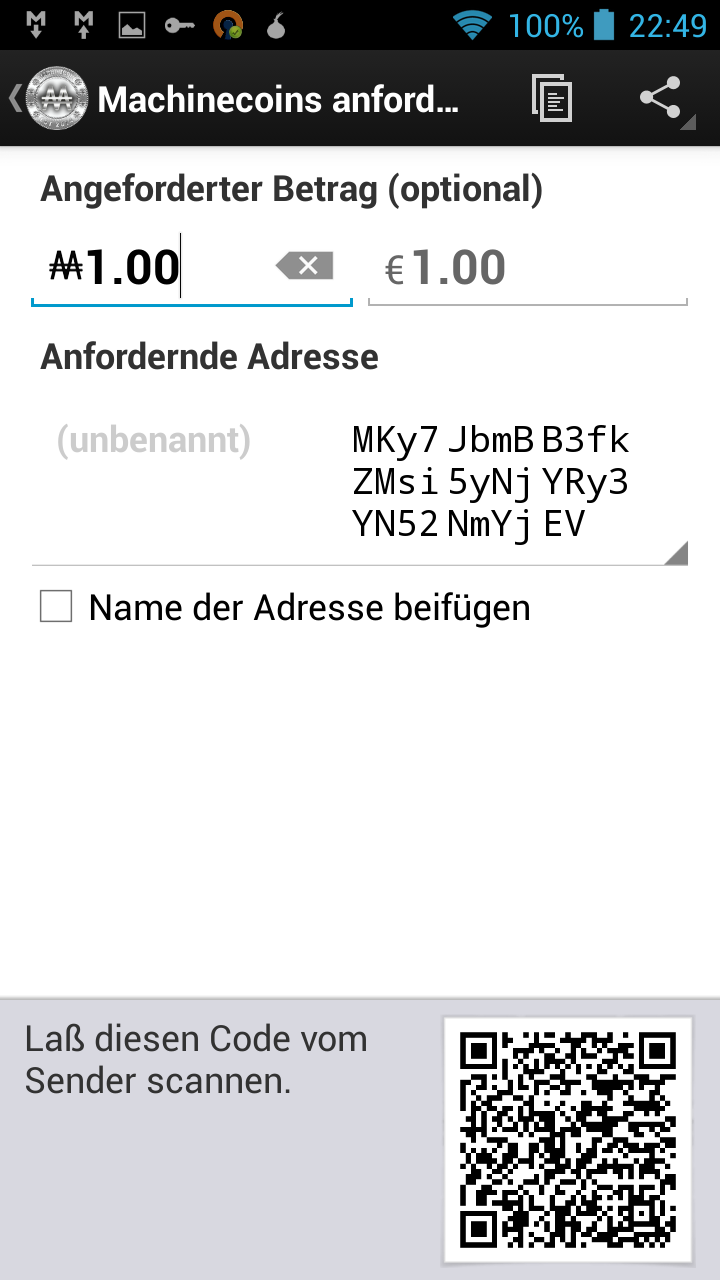 100% 22:49
Machinecoins anford…
Angeforderter Betrag (optional)
1.00 € 1.00
Anfordernde Adresse
(unbenannt) MKy7 JbmB B3fk
ZMsi 5yNj YRy3
YN52 NmYj EV
Name der Adresse beifügen
Laß diesen Code vom
Sender scannen.